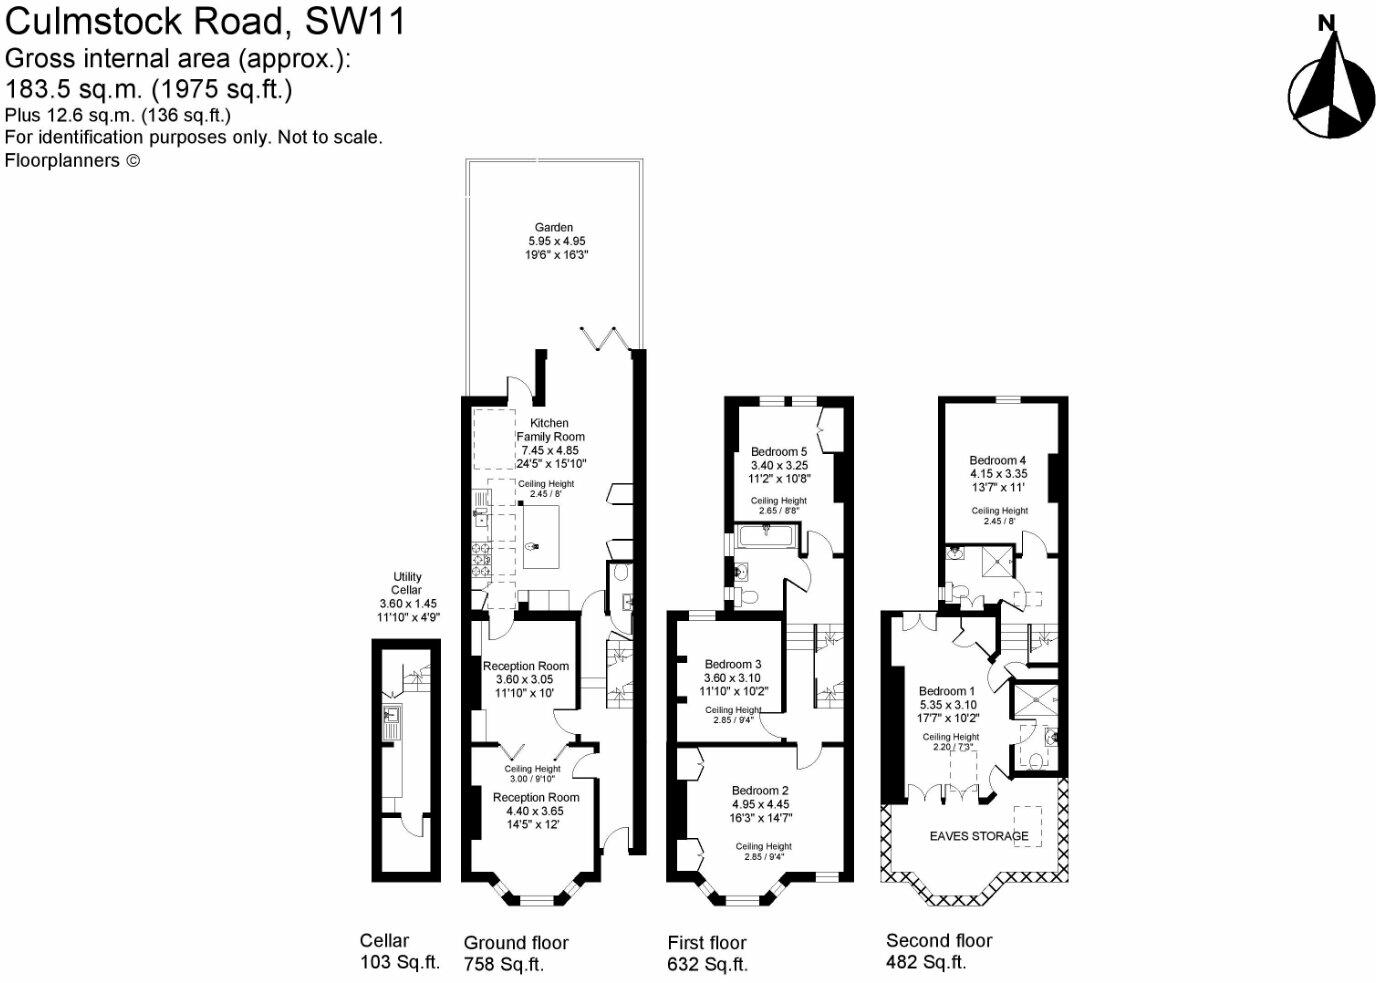 Culmstock Road, SW11
Gross internal area (approx.):
183.5 sq.m. (1975 sq.ft.)
Plus 12.6 sq.m. (136 sq.ft.)
For identification purposes only. Not to scale.
Floorplanners ©
N
Garden
5.95 x 4.95
19'6" x 16'3"
Kitchen
Family Room
7.45 x 4.85
24'5" x 15'10"
Ceiling Height
2.45 / 8'
Utility
Cellar
3.60 x 1.45
11'10" x 4'9"
Reception Room
3.60 x 3.05
11'10" x 10'
Ceiling Height
3.00 / 9'10"
Reception Room
4.40 x 3.65
14'5" x 12'
Bedroom 5
3.40 x 3.25
11'2" x 10'8"
Ceiling Height
2.65 / 8'8"
Bedroom 3
3.60 x 3.10
11'10" x 10'2"
Ceiling Height
2.85 / 9'4"
Bedroom 2
4.95 x 4.45
16'3" x 14'7"
Ceiling Height
2.85 / 9'4"
Bedroom 4
4.15 x 3.35
13'7" x 11'
Ceiling Height
2.45 / 8'
Bedroom 1
5.35 x 3.10
17'7" x 10'2"
Ceiling Height
2.20 / 7'3"
EAVES STORAGE
Cellar
103 Sq.ft.
Ground floor
758 Sq.ft.
First floor
632 Sq.ft.
Second floor
482 Sq.ft.